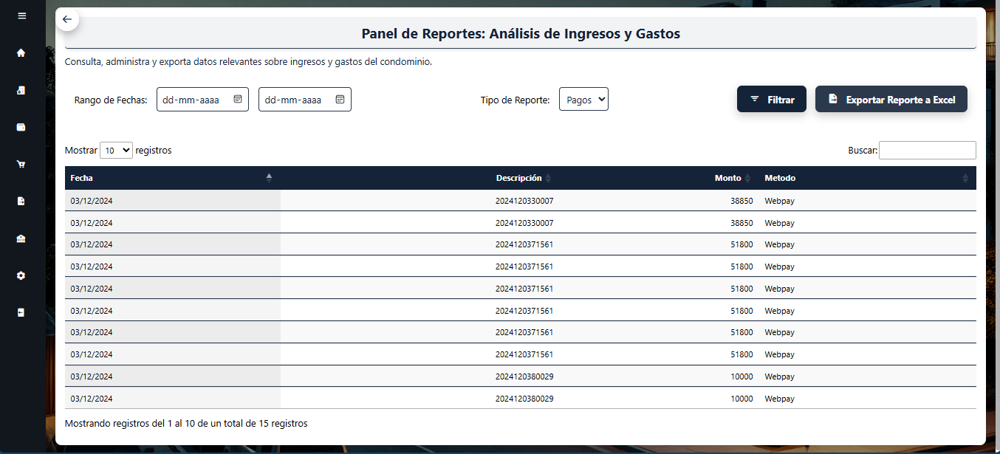 Panel de Reportes: Análisis de Ingresos y Gastos
Consulta, administra y exporta datos relevantes sobre ingresos y gastos del condominio.
Rango de Fechas: dd-mm-aaaa dd-mm-aaaa Tipo de Reporte: Pagos Filtrar Exportar Reporte a Excel
Mostrar 10 registros Buscar:
Fecha Descripción Monto Metodo
03/12/2024 2024120330007 38850 Webpay
03/12/2024 2024120330007 38850 Webpay
03/12/2024 2024120371561 51800 Webpay
03/12/2024 2024120371561 51800 Webpay
03/12/2024 2024120371561 51800 Webpay
03/12/2024 2024120371561 51800 Webpay
03/12/2024 2024120371561 51800 Webpay
03/12/2024 2024120371561 51800 Webpay
03/12/2024 2024120380029 10000 Webpay
03/12/2024 2024120380029 10000 Webpay
Mostrando registros del 1 al 10 de un total de 15 registros